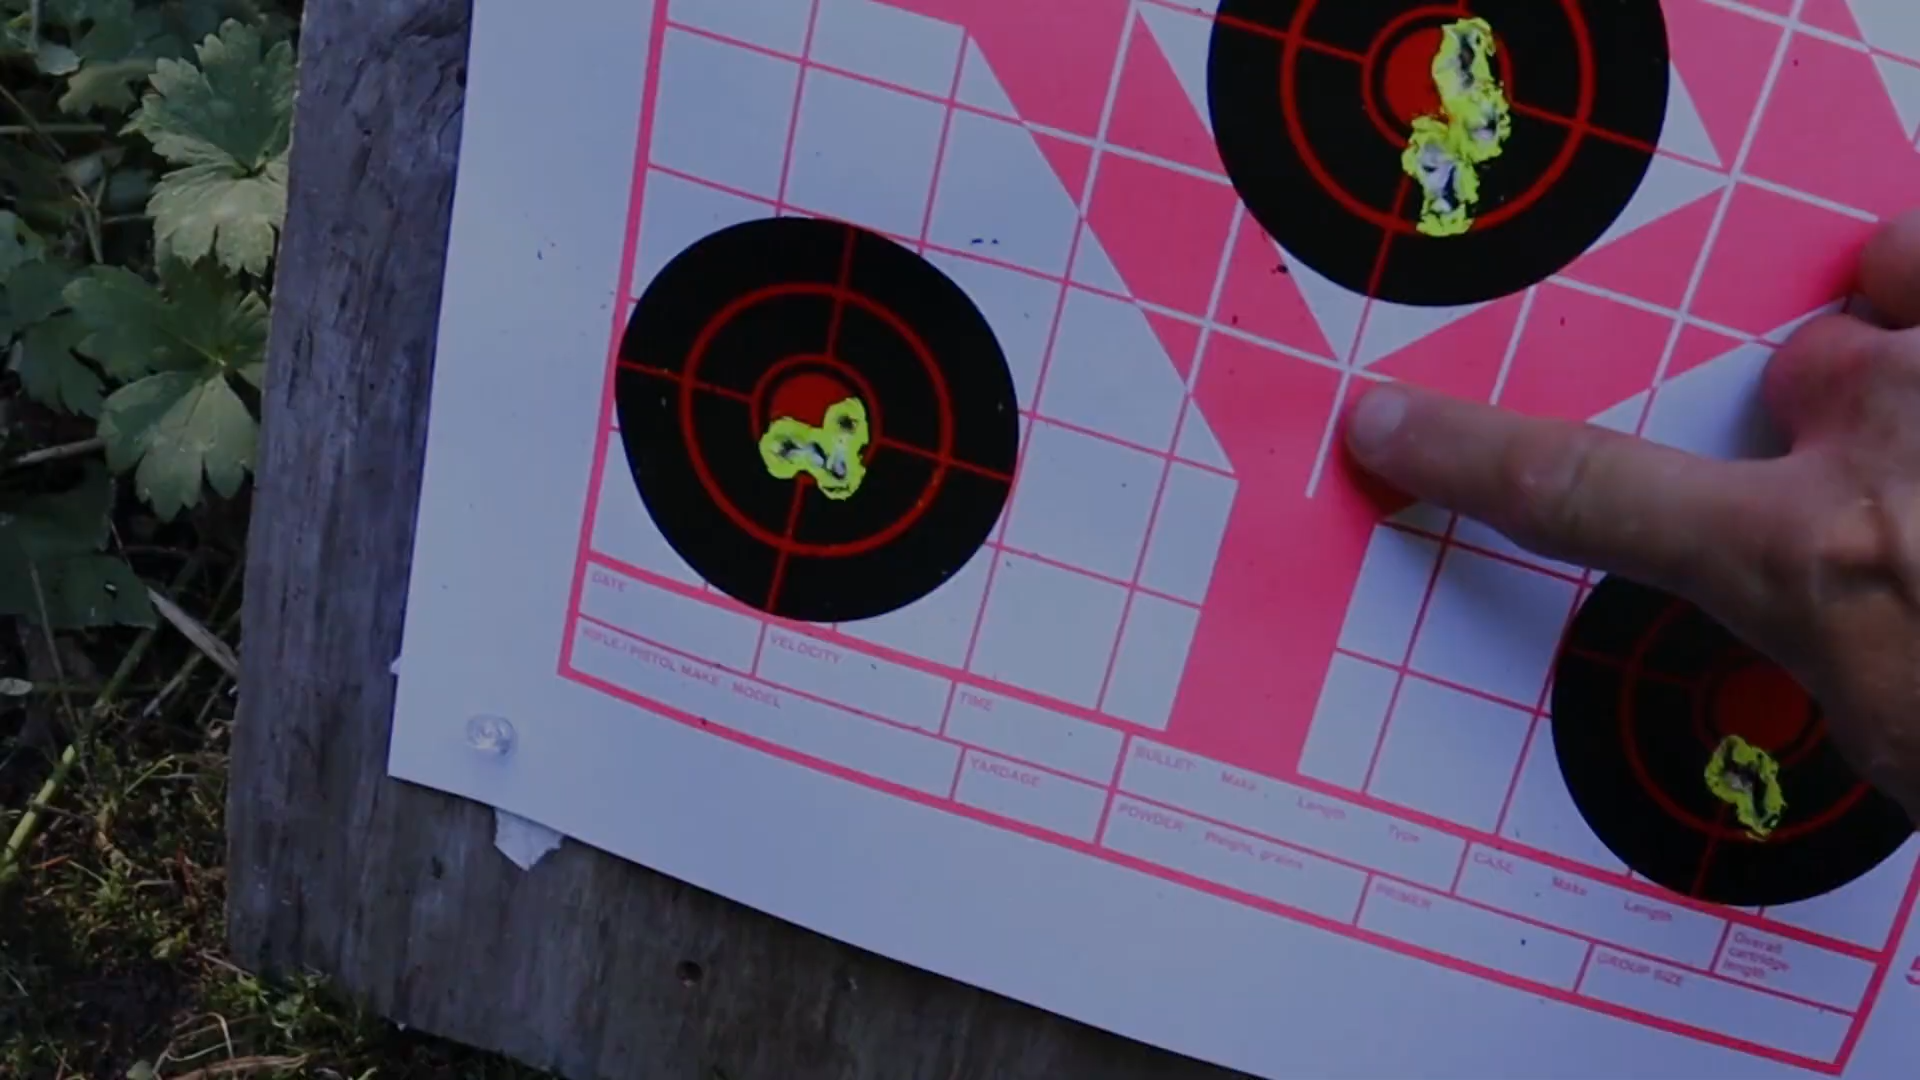 DATE
VELOCITY
RIFLE/PISTOL MAKE MODEL
TIME
YARDAGE
BULLET Make Length Type
POWDER Weight, grains
CASE Make Length
PRIMER
Overall
cartridge
length
GROUP SIZE